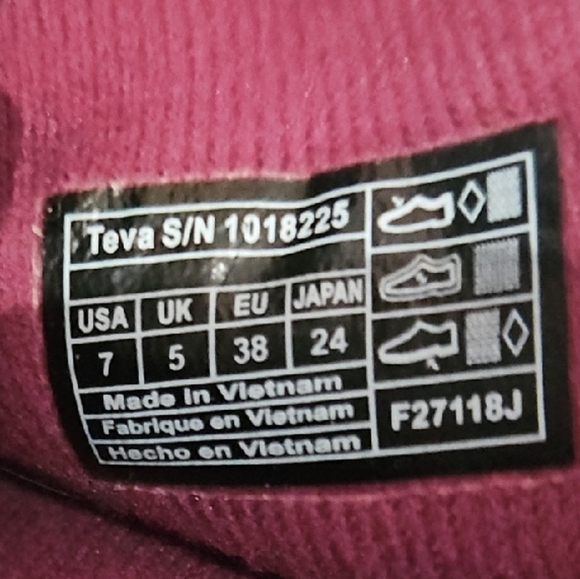 Teva S/N 1018225
USA UK EU JAPAN
7 5 38 24
Made in Vietnam
Fabrique en Vietnam
Hecho en Vietnam
F27118J